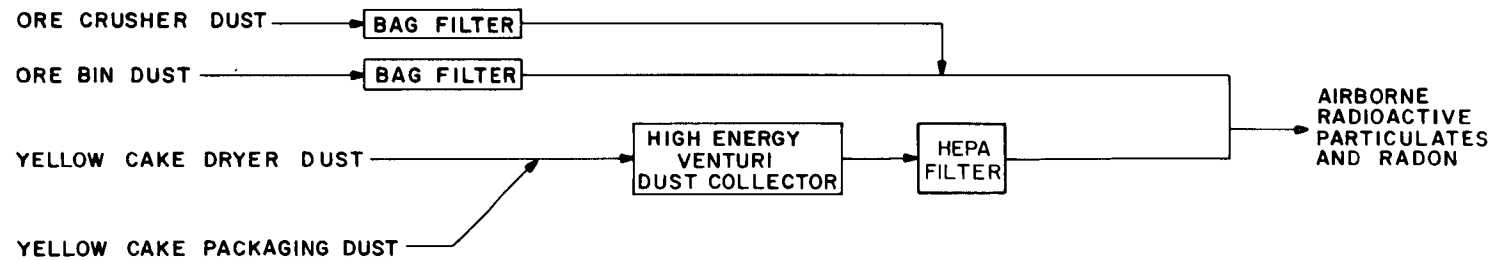 ORE CRUSHER DUST
BAG FILTER
ORE BIN DUST
BAG FILTER
YELLOW CAKE DRYER DUST
HIGH ENERGY
VENTURI
DUST COLLECTOR
HEPA
FILTER
AIRBORNE
RADIOACTIVE
PARTICULATES
AND RADON
YELLOW CAKE PACKAGING DUST